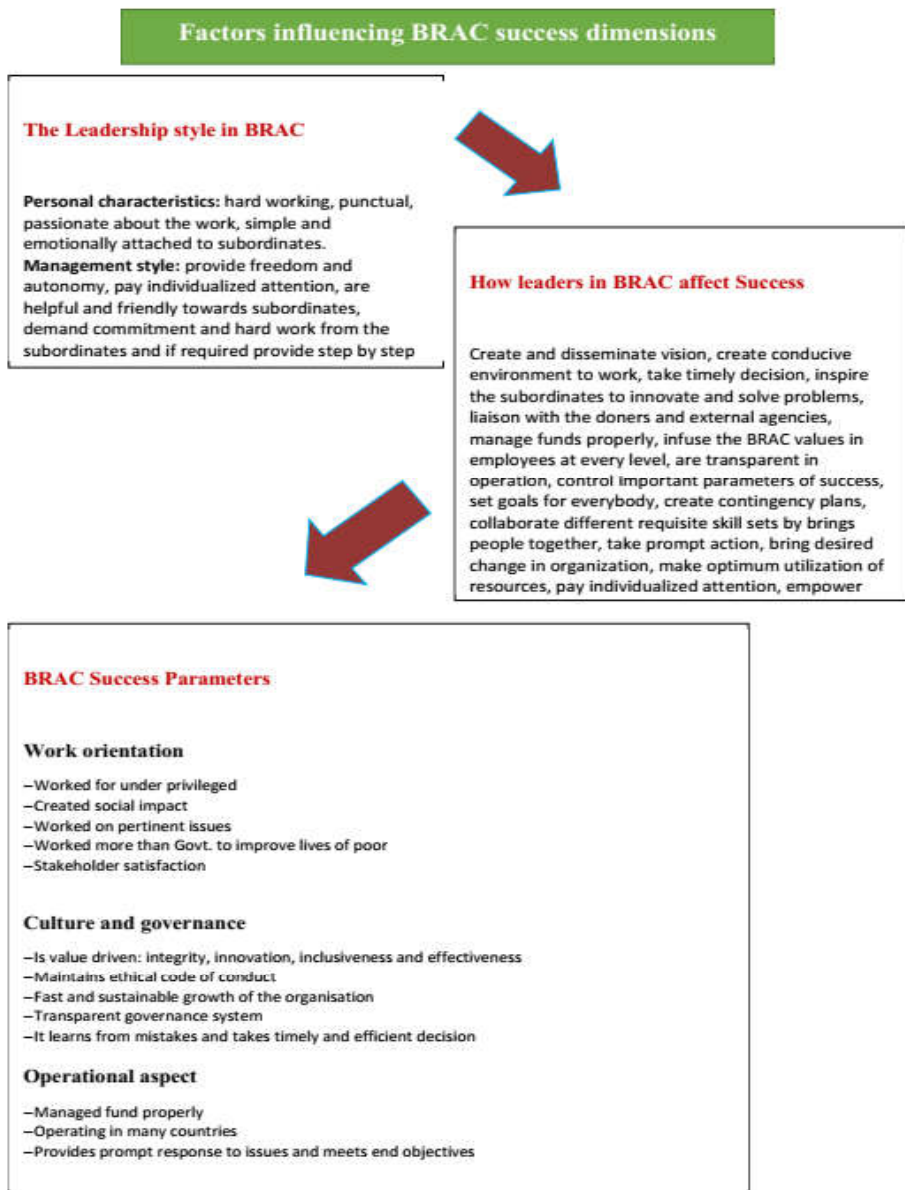 Factors influencing BRAC success dimensions
The Leadership style in BRAC
Personal characteristics: hard working, punctual,
passionate about the work, simple and
emotionally attached to subordinates.
Management style: provide freedom and
autonomy, pay individualized attention, are
helpful and friendly towards subordinates,
demand commitment and hard work from the
subordinates and if required provide step by step
How leaders in BRAC affect Success
Create and disseminate vision, create conducive
environment to work, take timely decision, inspire
the subordinates to innovate and solve problems,
liaison with the doners and external agencies,
manage funds properly, infuse the BRAC values in
employees at every level, are transparent in
operation, control important parameters of success,
set goals for everybody, create contingency plans,
collaborate different requisite skill sets by brings
people together, take prompt action, bring desired
change in organization, make optimum utilization of
resources, pay individualized attention, empower
BRAC Success Parameters
Work orientation
–Worked for under privileged
–Created social impact
–Worked on pertinent issues
–Worked more than Govt. to improve lives of poor
–Stakeholder satisfaction
Culture and governance
–Is value driven: integrity, innovation, inclusiveness and effectiveness
–Maintains ethical code of conduct
–Fast and sustainable growth of the organisation
–Transparent governance system
–It learns from mistakes and takes timely and efficient decision
Operational aspect
–Managed fund properly
–Operating in many countries
–Provides prompt response to issues and meets end objectives